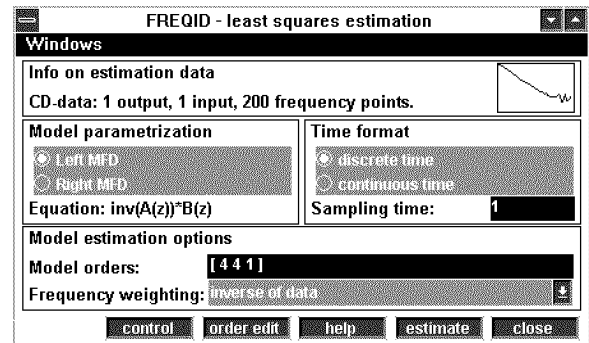 FREQID - least squares estimation
Windows
Info on estimation data
CD-data: 1 output, 1 input, 200 frequency points.
Model parametrization
Left MFD
Right MFD
Equation: inv(A(z))*B(z)
Time format
discrete time
continuous time
Sampling time: 1
Model estimation options
Model orders: [ 4 4 1 ]
Frequency weighting: inverse of data
control order edit help estimate close